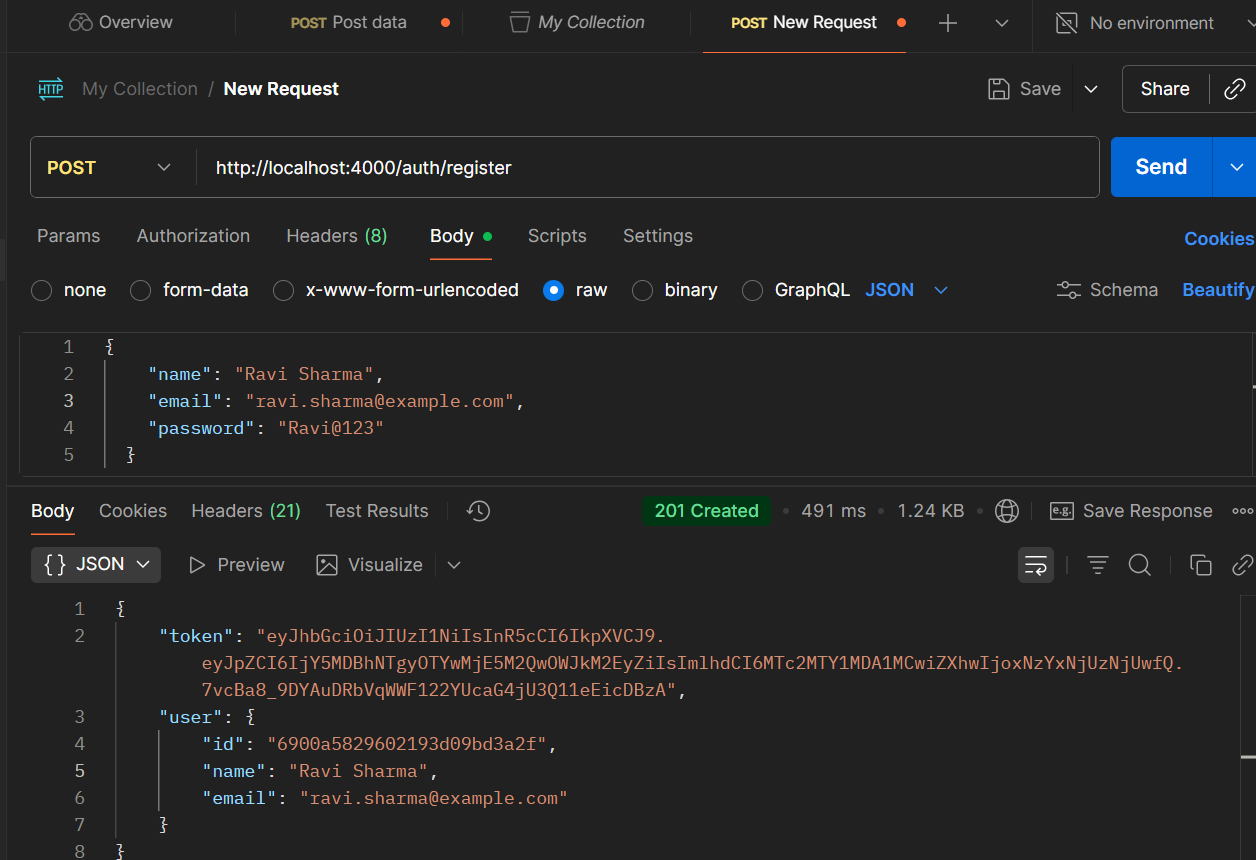 Overview POST Post data My Collection POST New Request No environment
HTTP My Collection / New Request Save Share
POST http://localhost:4000/auth/register Send
Params Authorization Headers (8) Body Scripts Settings Cookies
none form-data x-www-form-urlencoded raw binary GraphQL JSON Schema Beautify
1 {
2 "name": "Ravi Sharma",
3 "email": "ravi.sharma@example.com",
4 "password": "Ravi@123"
5 }
Body Cookies Headers (21) Test Results 201 Created • 491 ms • 1.24 KB • e.g. Save Response
{} JSON Preview Visualize
1 {
2 "token": "eyJhbGciOiJIUzI1NiIsInR5cCI6IkpXVCJ9.
eyJpZCI6IjY5MDBhNTgyOTYwMjE5M2QwOWJkM2EyZiIsImlhdCI6MTc2MTY1MDA1MCwiZXhwIjoxNzYxNjUzNjUwfQ.
7vcBa8_9DYAuDRbVqWWF122YUcaG4jU3Q11eEicDBzA",
3 "user": {
4 "id": "6900a5829602193d09bd3a2f",
5 "name": "Ravi Sharma",
6 "email": "ravi.sharma@example.com"
7 }
8 }